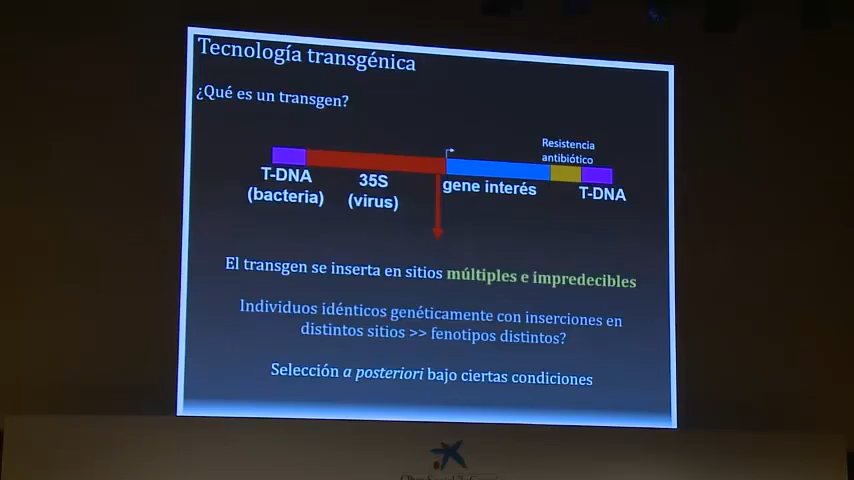 Tecnología transgénica
¿Qué es un transgen?
Resistencia
antibiótico
T-DNA
(bacteria)
35S
(virus)
gene interés
T-DNA
El transgen se inserta en sitios múltiples e impredecibles
Individuos idénticos genéticamente con inserciones en
distintos sitios >> fenotipos distintos?
Selección a posteriori bajo ciertas condiciones